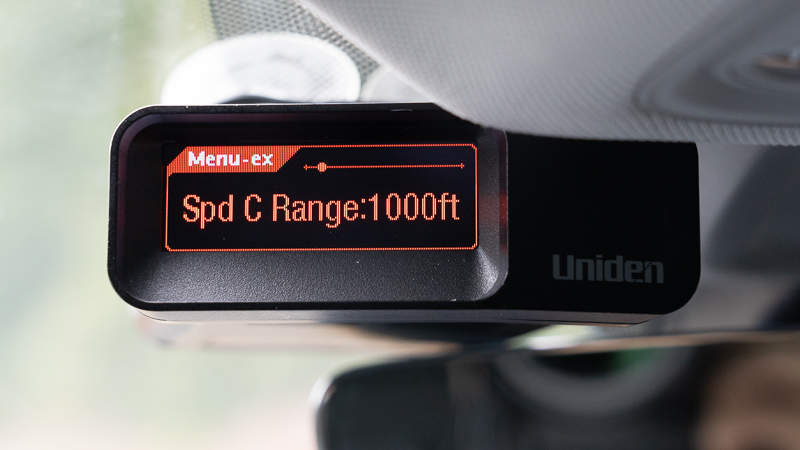 Menu-ex
Spd C Range:1000ft
Uniden